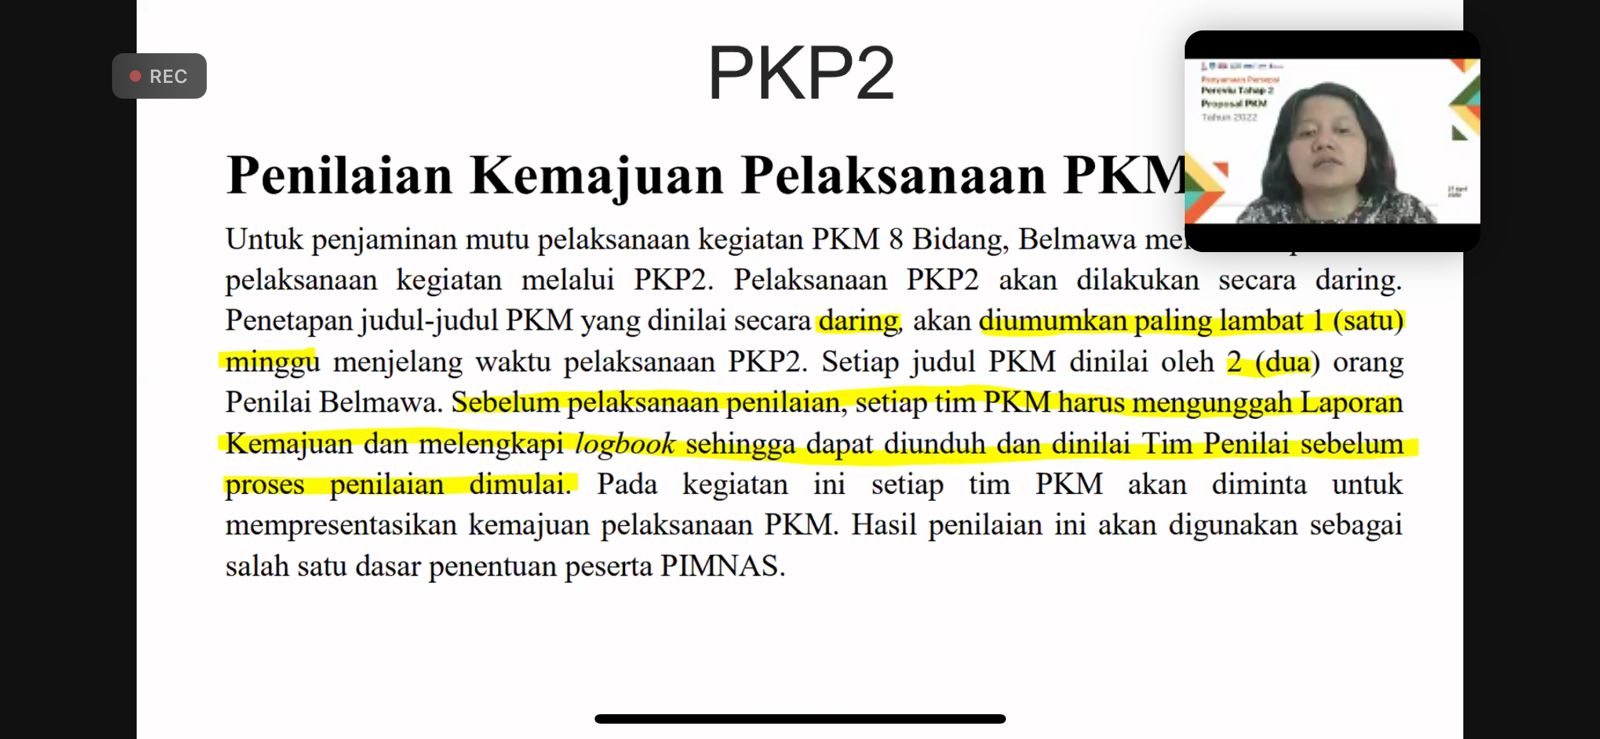 PKP2
REC
Penyamaan Persepsi
Pereviu Tahap 2
Proposal PKM
Tahun 2022
Penilaian Kemajuan Pelaksanaan PKM
Untuk penjaminan mutu pelaksanaan kegiatan PKM 8 Bidang, Belmawa
pelaksanaan kegiatan melalui PKP2. Pelaksanaan PKP2 akan dilakukan secara daring.
Penetapan judul-judul PKM yang dinilai secara daring, akan diumumkan paling lambat 1 (satu)
minggu menjelang waktu pelaksanaan PKP2. Setiap judul PKM dinilai oleh 2 (dua) orang
Penilai Belmawa. Sebelum pelaksanaan penilaian, setiap tim PKM harus mengunggah Laporan
Kemajuan dan melengkapi logbook sehingga dapat diunduh dan dinilai Tim Penilai sebelum
proses penilaian dimulai. Pada kegiatan ini setiap tim PKM akan diminta untuk
mempresentasikan kemajuan pelaksanaan PKM. Hasil penilaian ini akan digunakan sebagai
salah satu dasar penentuan peserta PIMNAS.